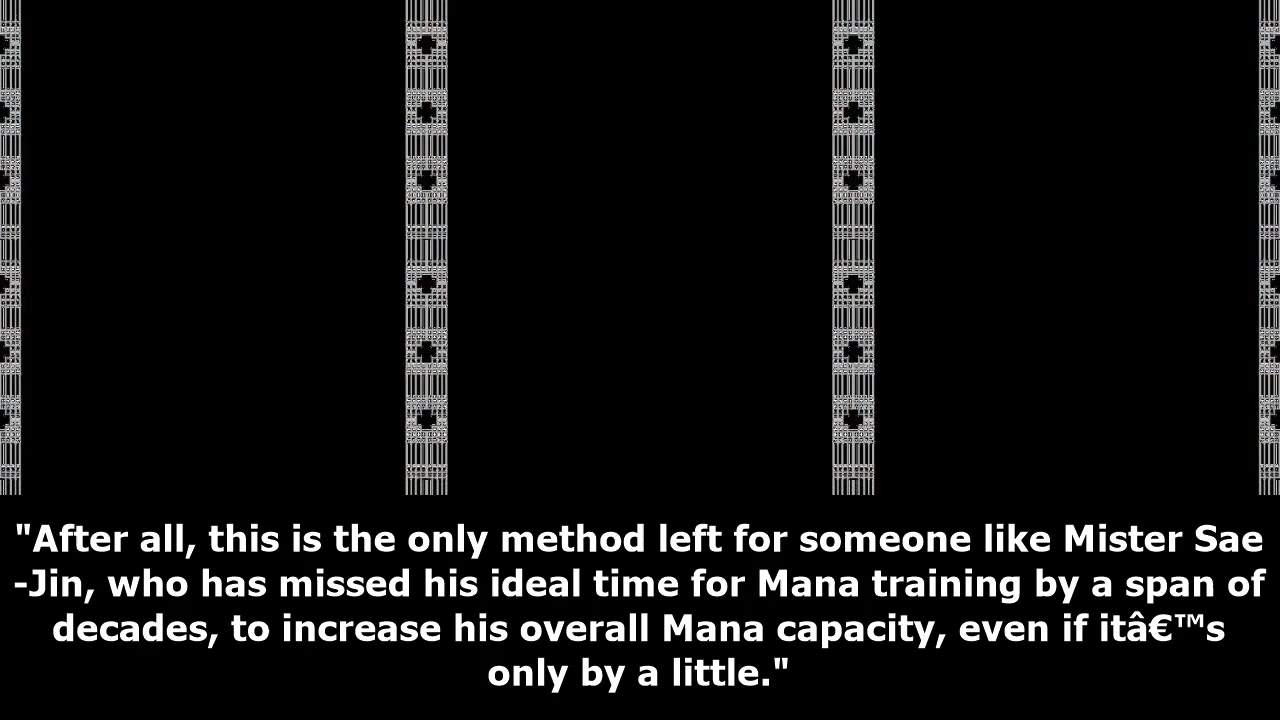 "After all, this is the only method left for someone like Mister Sae
-Jin, who has missed his ideal time for Mana training by a span of
decades, to increase his overall Mana capacity, even if itâ€™s
only by a little."